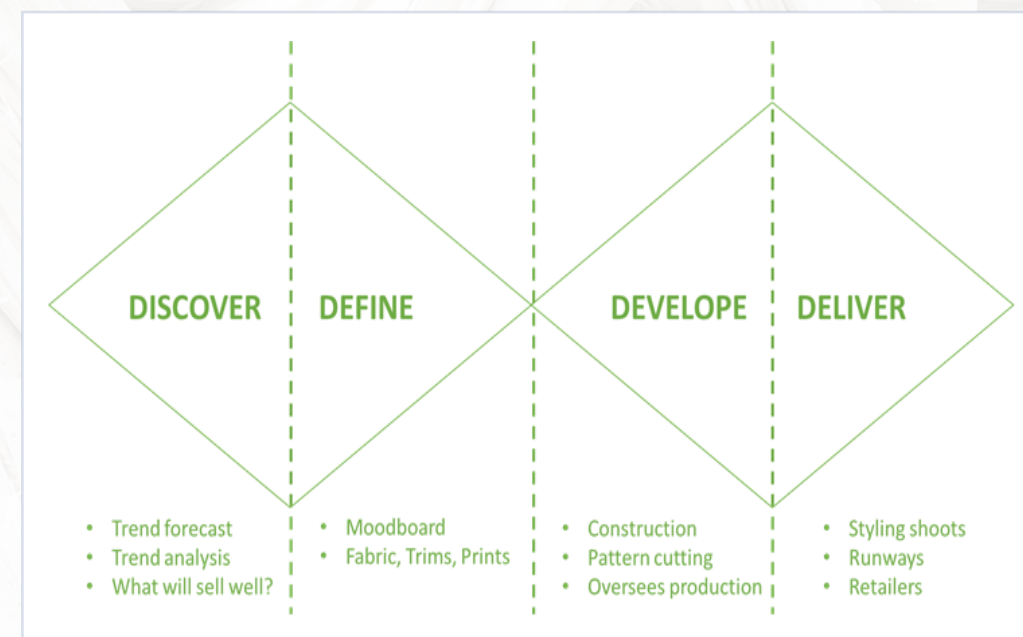 DISCOVER
DEFINE
DEVELOPE
DELIVER
• Trend forecast
• Trend analysis
• What will sell well?
• Moodboard
• Fabric, Trims, Prints
• Construction
• Pattern cutting
• Oversees production
• Styling shoots
• Runways
• Retailers